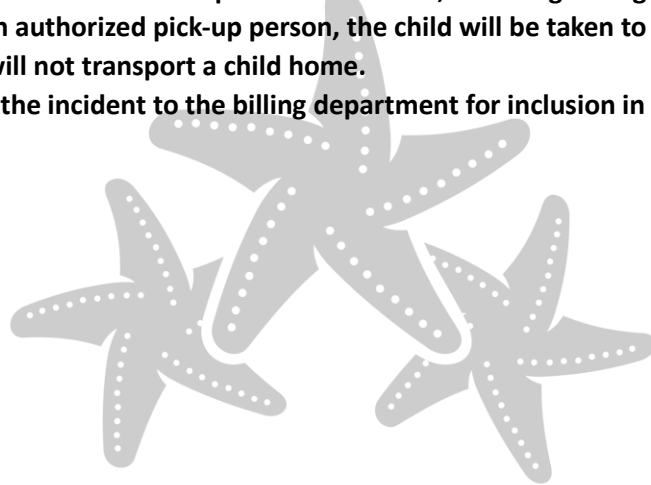 n authorized pick-up person, the child will be taken to
vill not transport a child home.
the incident to the billing department for inclusion in